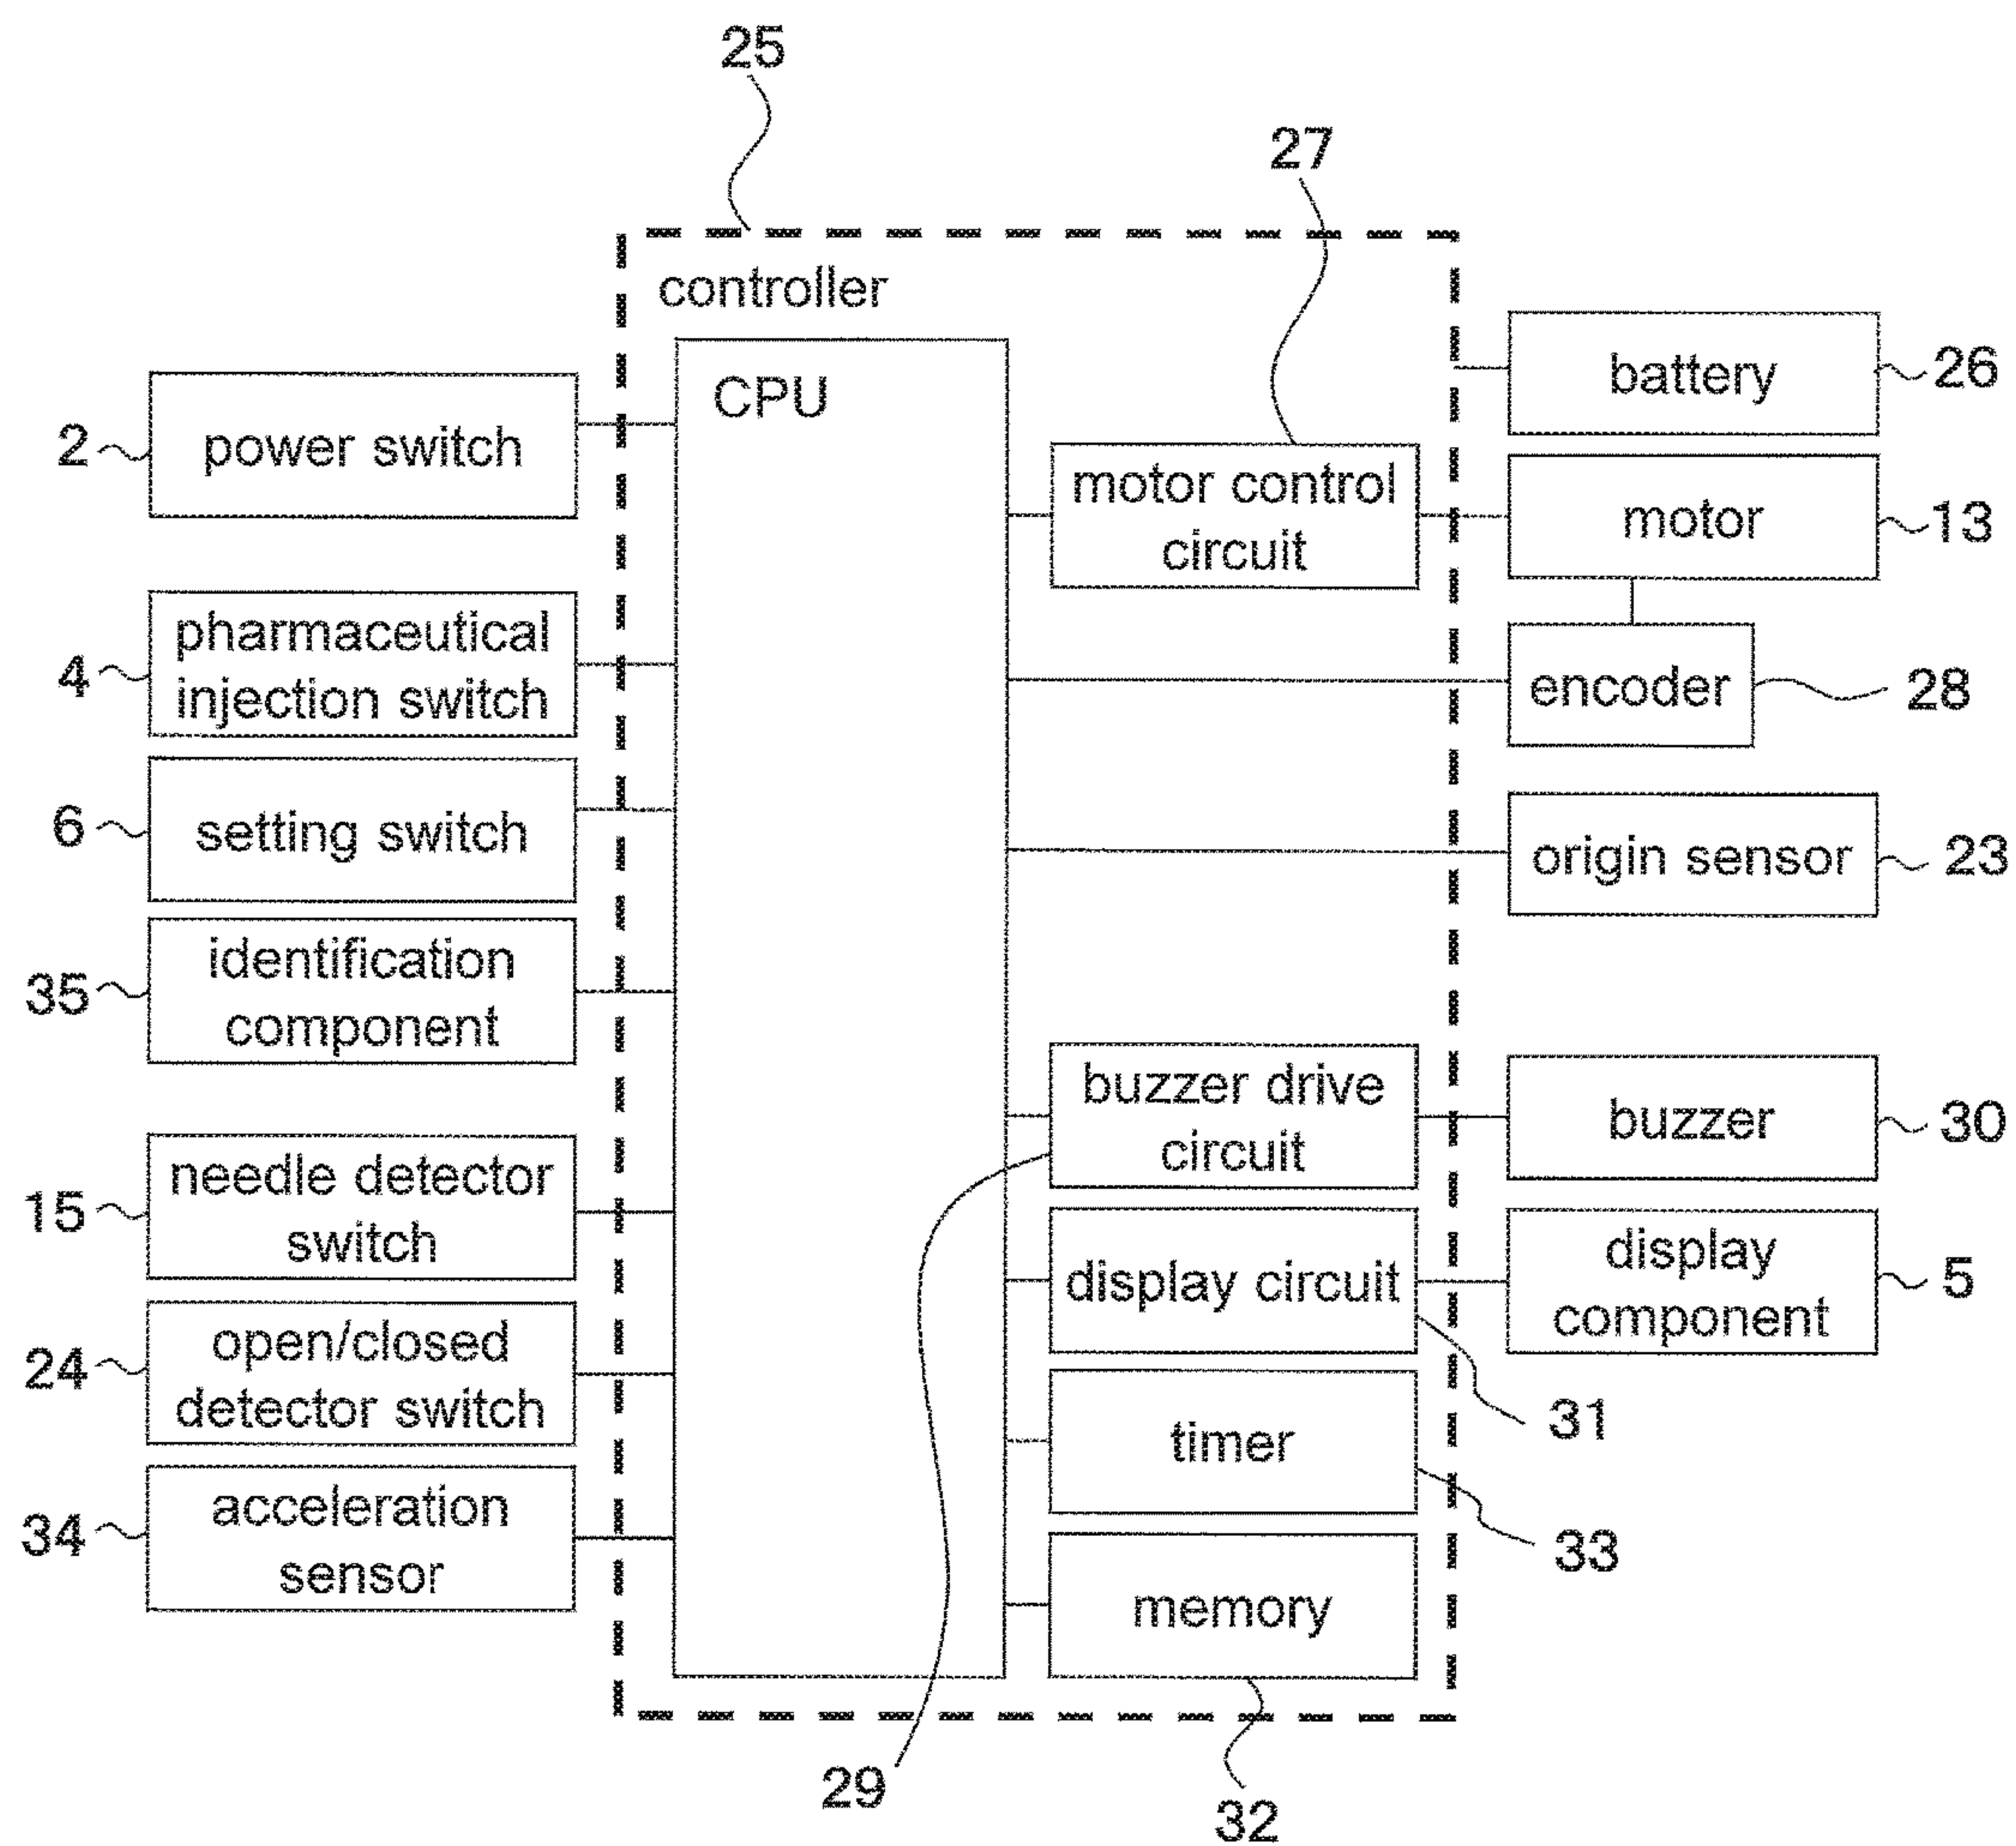 25
27
controller
CPU
battery
26
2
power switch
motor control
circuit
motor
13
4
pharmaceutical
injection switch
encoder
28
6
setting switch
origin sensor
23
35
identification
component
buzzer drive
circuit
buzzer
30
15
needle detector
switch
display circuit
display
component
5
24
open/closed
detector switch
31
timer
33
34
acceleration
sensor
memory
29
32